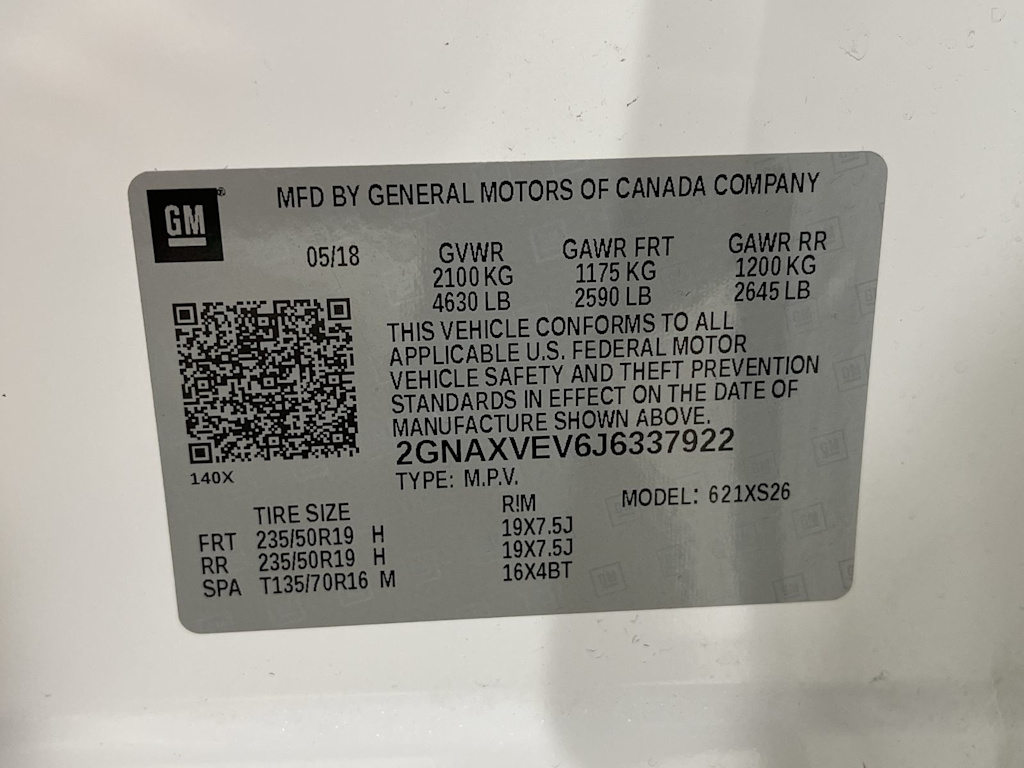 GM
MFD BY GENERAL MOTORS OF CANADA COMPANY
05/18 GVWR GAWR FRT GAWR RR
2100 KG 1175 KG 1200 KG
4630 LB 2590 LB 2645 LB
THIS VEHICLE CONFORMS TO ALL
APPLICABLE U.S. FEDERAL MOTOR
VEHICLE SAFETY AND THEFT PREVENTION
STANDARDS IN EFFECT ON THE DATE OF
MANUFACTURE SHOWN ABOVE.
2GNAXVEV6J6337922
140X
TYPE: M.P.V. MODEL: 621XS26
TIRE SIZE RIM
FRT 235/50R19 H 19X7.5J
RR 235/50R19 H 19X7.5J
SPA T135/70R16 M 16X4BT